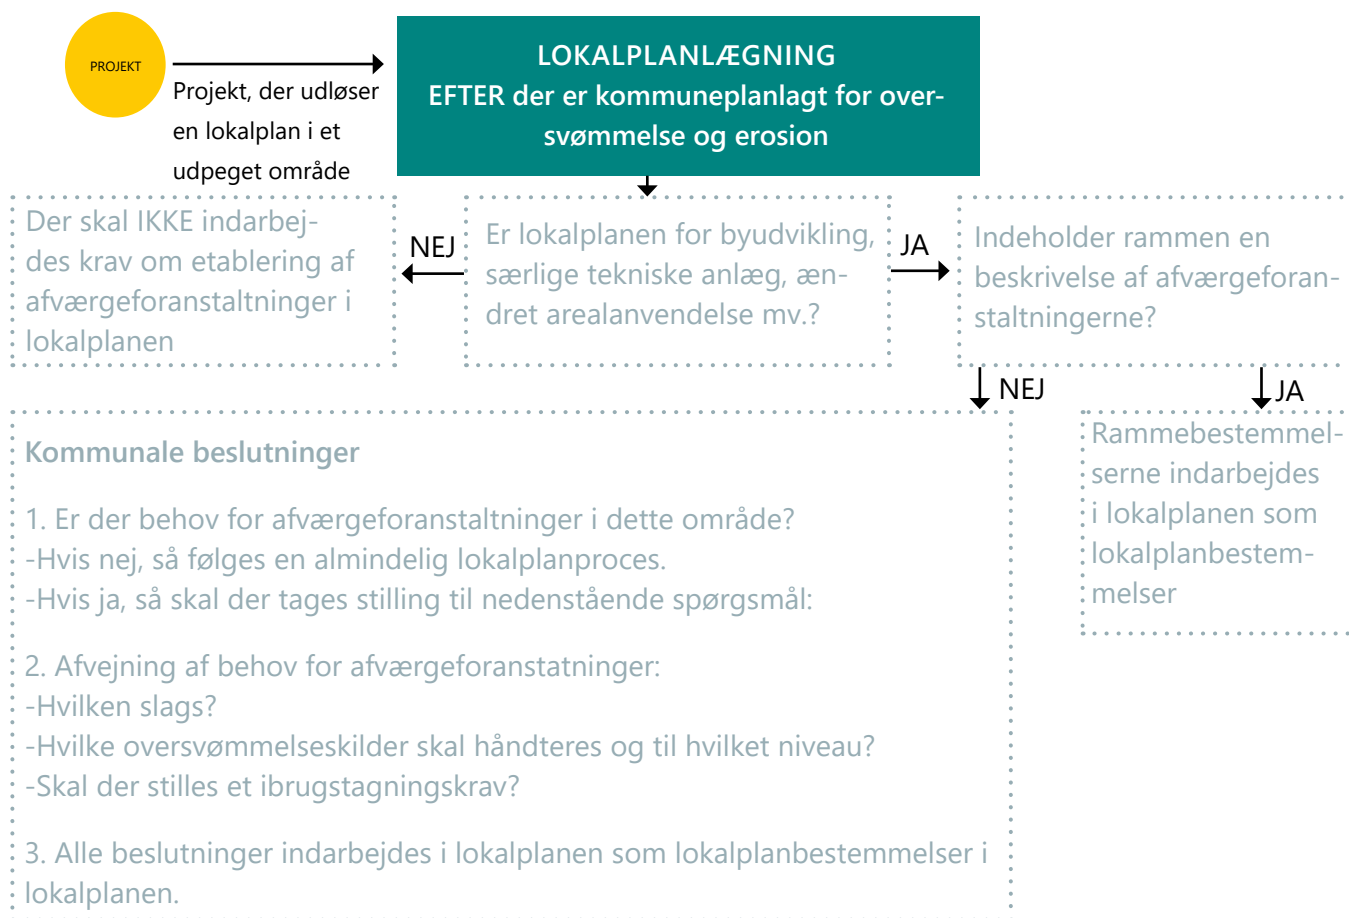 PROJEKT
Projekt, der udløser
en lokalplan i et
udpeget område
LOKALPLANLÆGNING
EFTER der er kommuneplanlagt for over-
svømmelse og erosion
Der skal IKKE indarbej-
des krav om etablering af
afværgeforanstaltninger i
lokalplanen
NEJ
Er lokalplanen for byudvikling,
særlige tekniske anlæg, æn-
dret arealanvendelse mv.?
JA
Indeholder rammen en
beskrivelse af afværgeforan-
staltningerne?
NEJ
JA
Kommunale beslutninger
1. Er der behov for afværgeforanstaltninger i dette område?
-Hvis nej, så følges en almindelig lokalplanproces.
-Hvis ja, så skal der tages stilling til nedenstående spørgsmål:
2. Afvejning af behov for afværgeforanstatninger:
-Hvilken slags?
-Hvilke oversvømmelseskilder skal håndteres og til hvilket niveau?
-Skal der stilles et ibrugstagningskrav?
3. Alle beslutninger indarbejdes i lokalplanen som lokalplanbestemmelser i
lokalplanen.
Rammebestemmel-
serne indarbejdes
i lokalplanen som
lokalplanbestem-
melser